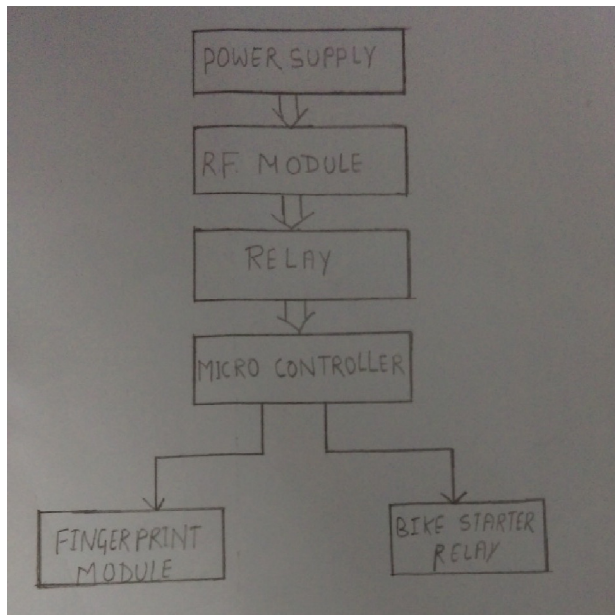 POWER SUPPLY
RF. MODULE
RELAY
MICRO CONTROLLER
FINGERPRINT
MODULE
BIKE STARTER
RELAY